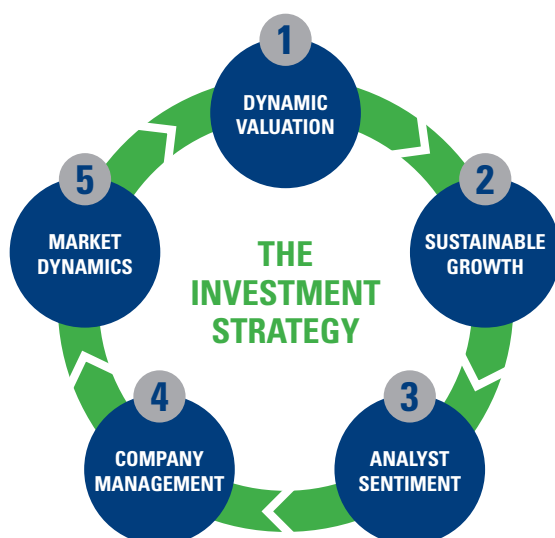 1
DYNAMIC
VALUATION
2
SUSTAINABLE
GROWTH
3
ANALYST
SENTIMENT
4
COMPANY
MANAGEMENT
5
MARKET
DYNAMICS
THE
INVESTMENT
STRATEGY